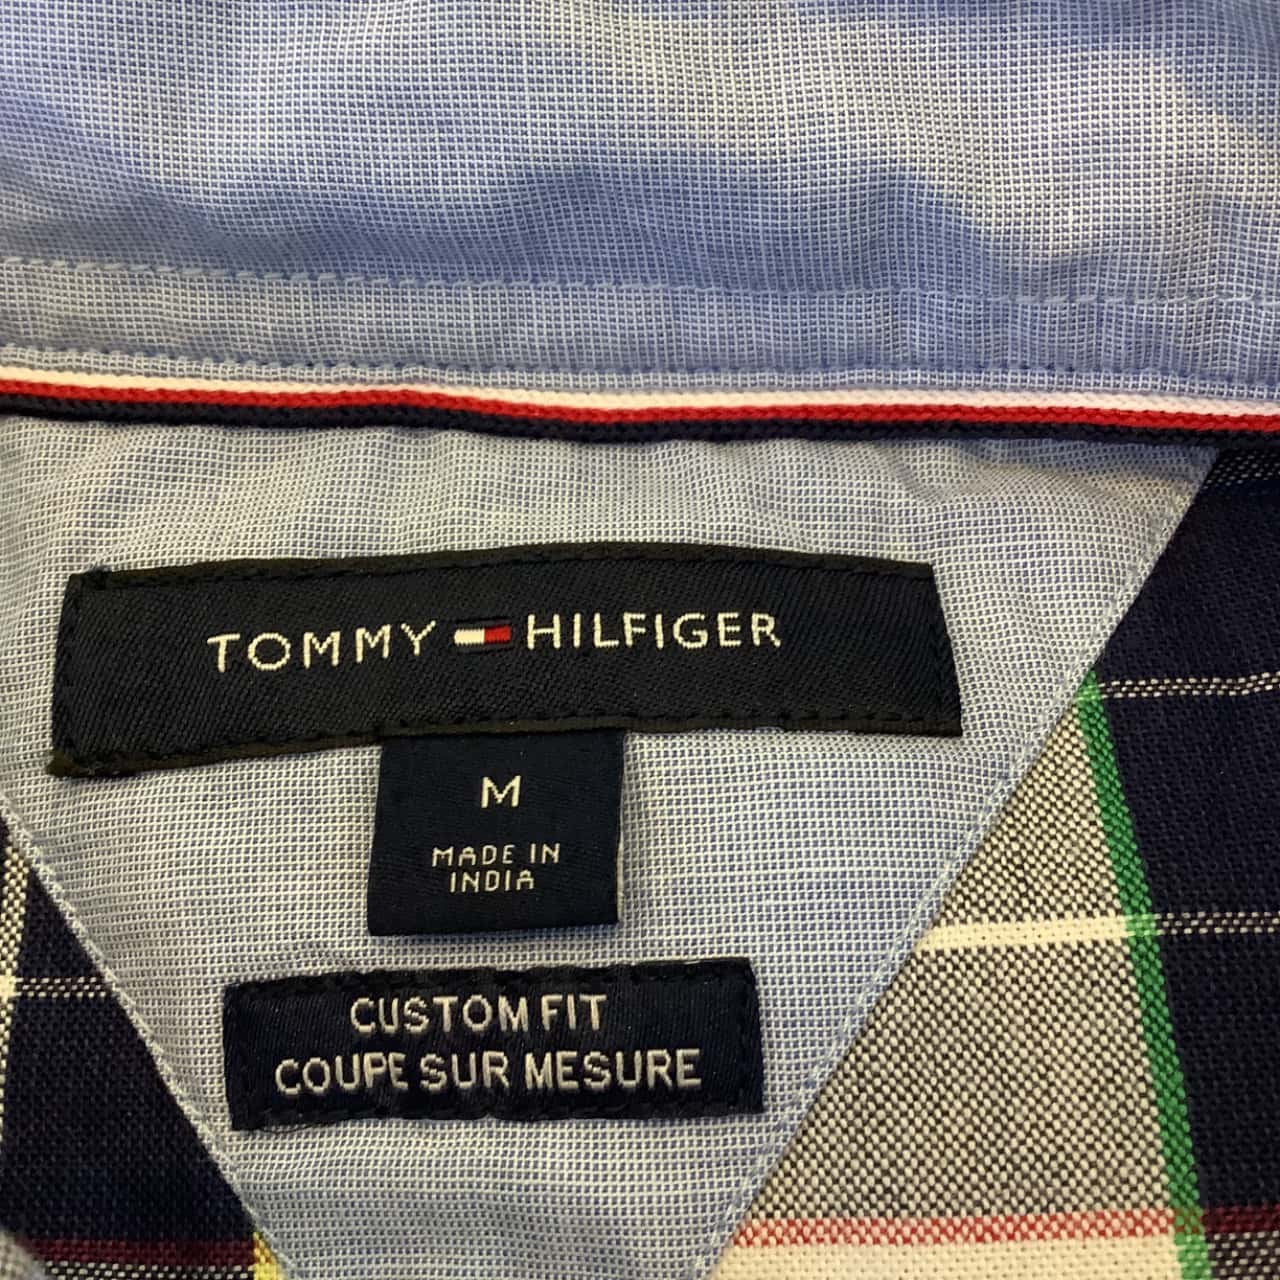 TOMMY HILFIGER
M
MADE IN
INDIA
CUSTOM FIT
COUPE SUR MESURE